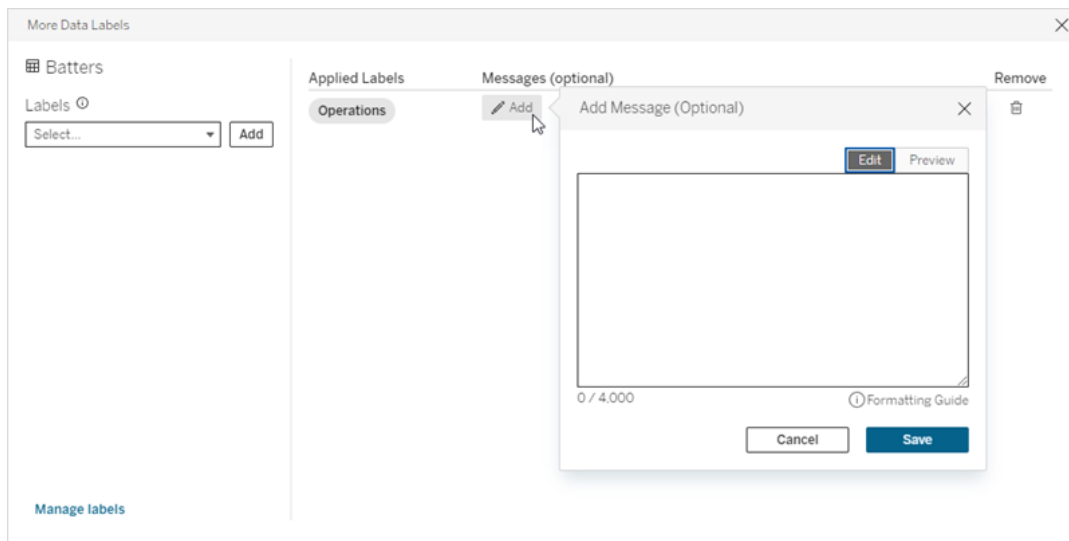 More Data Labels
Batters
Labels
Select...
Add
Manage labels
Applied Labels Messages (optional) Remove
Operations Add
Add Message (Optional)
Edit Preview
0 / 4,000 Formatting Guide
Cancel Save